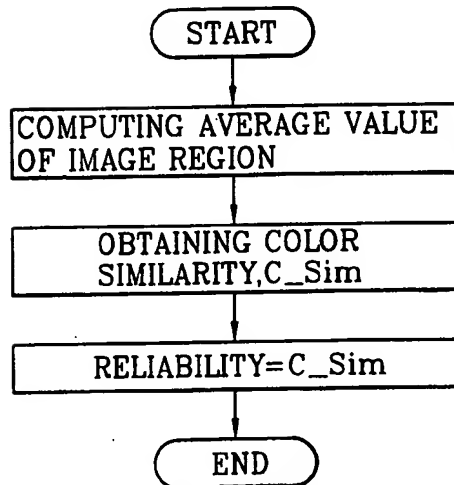 START
COMPUTING AVERAGE VALUE
OF IMAGE REGION
OBTAINING COLOR
SIMILARITY,C_Sim
RELIABILITY=C_Sim
END